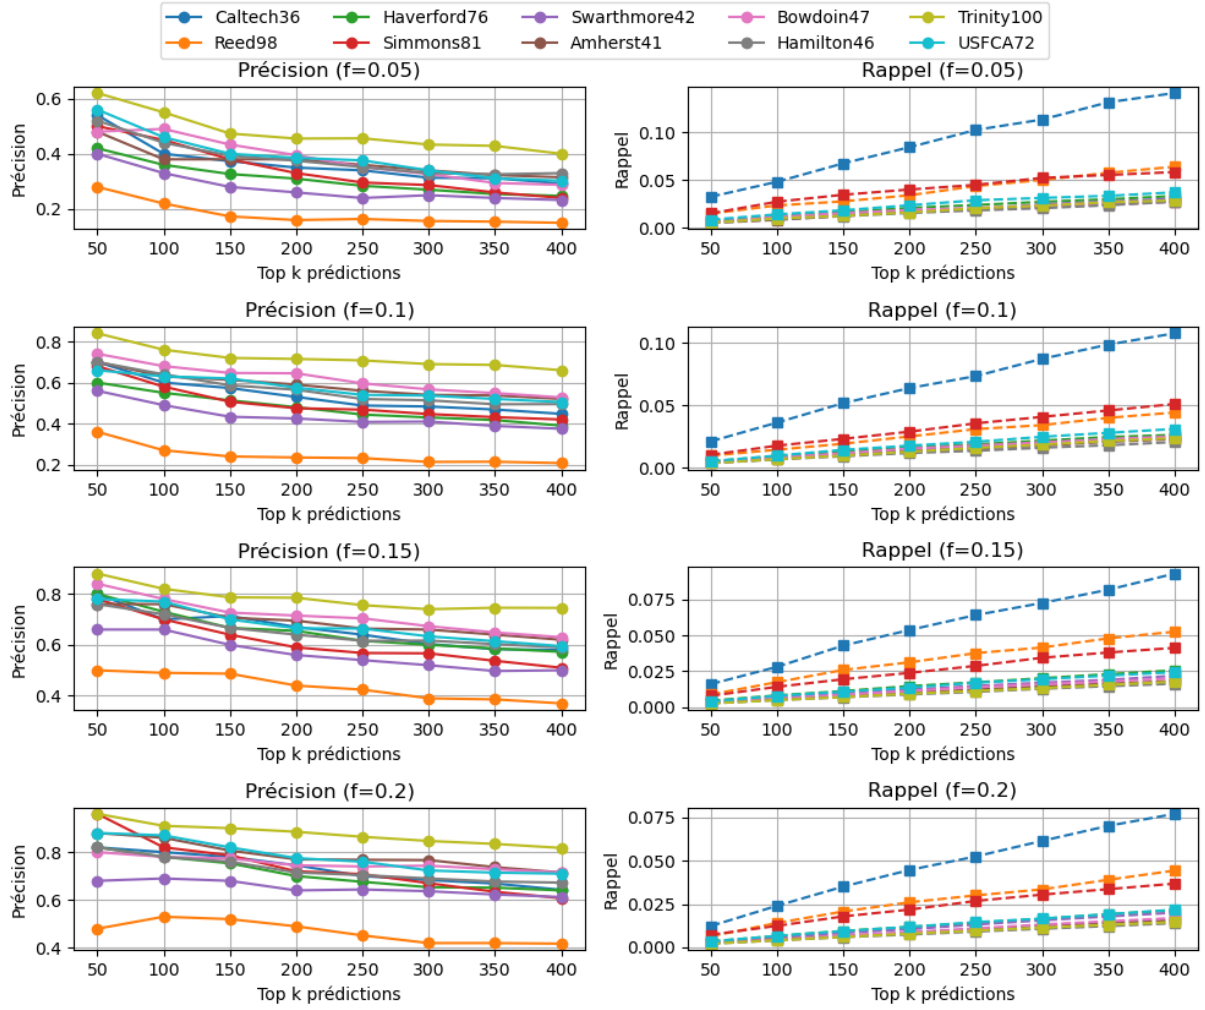 Caltech36 Haverford76 Swarthmore42 Bowdoin47 Trinity100
Reed98 Simmons81 Amherst41 Hamilton46 USFCA72
Précision (f=0.05)
Précision
0.6
0.4
0.2
50 100 150 200 250 300 350 400
Top k prédictions
Rappel (f=0.05)
Rappel
0.10
0.05
0.00
50 100 150 200 250 300 350 400
Top k prédictions
Précision (f=0.1)
Précision
0.8
0.6
0.4
0.2
50 100 150 200 250 300 350 400
Top k prédictions
Rappel (f=0.1)
Rappel
0.10
0.05
0.00
50 100 150 200 250 300 350 400
Top k prédictions
Précision (f=0.15)
Précision
0.8
0.6
0.4
50 100 150 200 250 300 350 400
Top k prédictions
Rappel (f=0.15)
Rappel
0.075
0.050
0.025
0.000
50 100 150 200 250 300 350 400
Top k prédictions
Précision (f=0.2)
Précision
0.8
0.6
0.4
50 100 150 200 250 300 350 400
Top k prédictions
Rappel (f=0.2)
Rappel
0.075
0.050
0.025
0.000
50 100 150 200 250 300 350 400
Top k prédictions